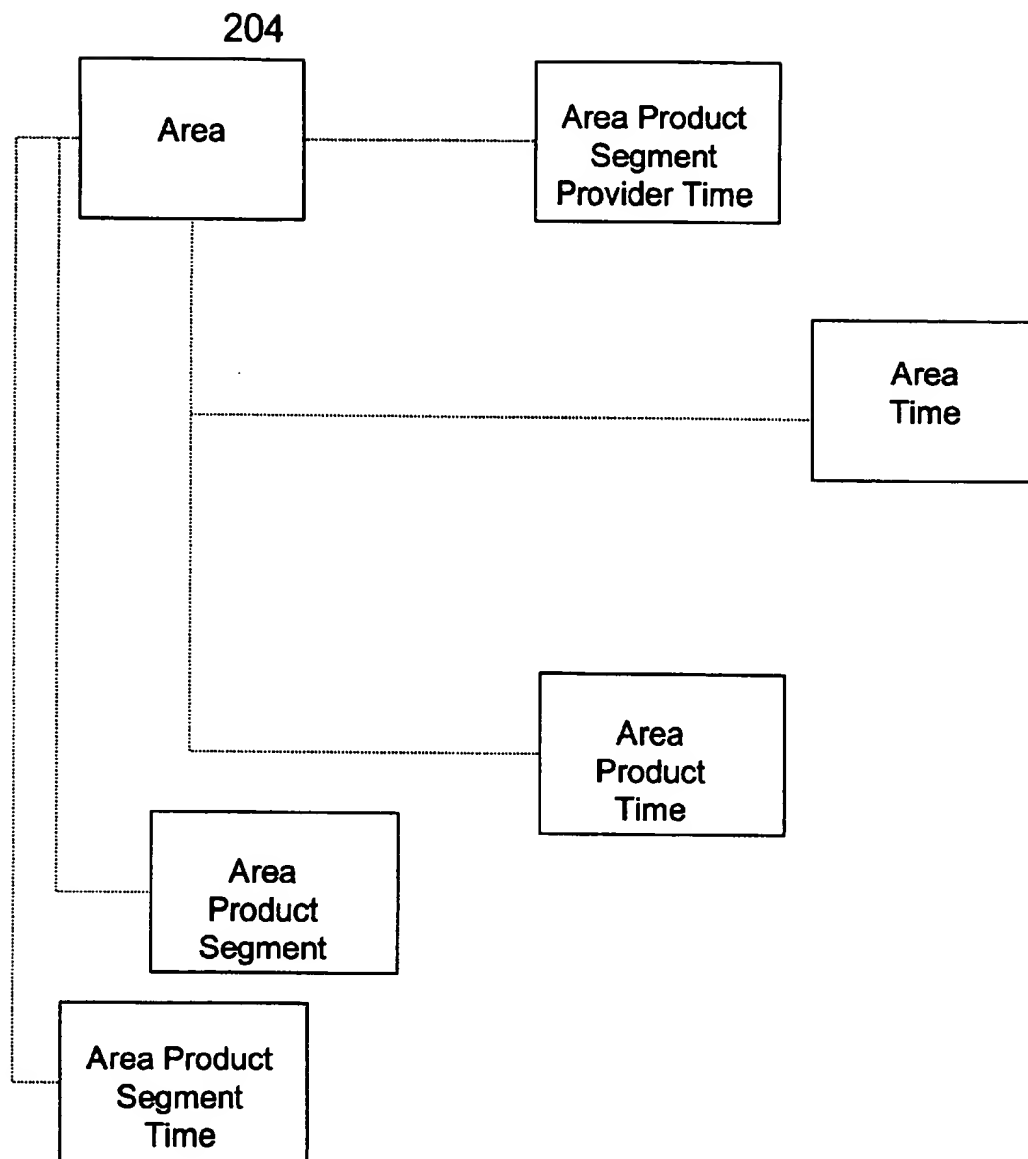 204
Area
Area Product
Segment
Provider Time
Area
Time
Area
Product
Time
Area
Product
Segment
Area Product
Segment
Time